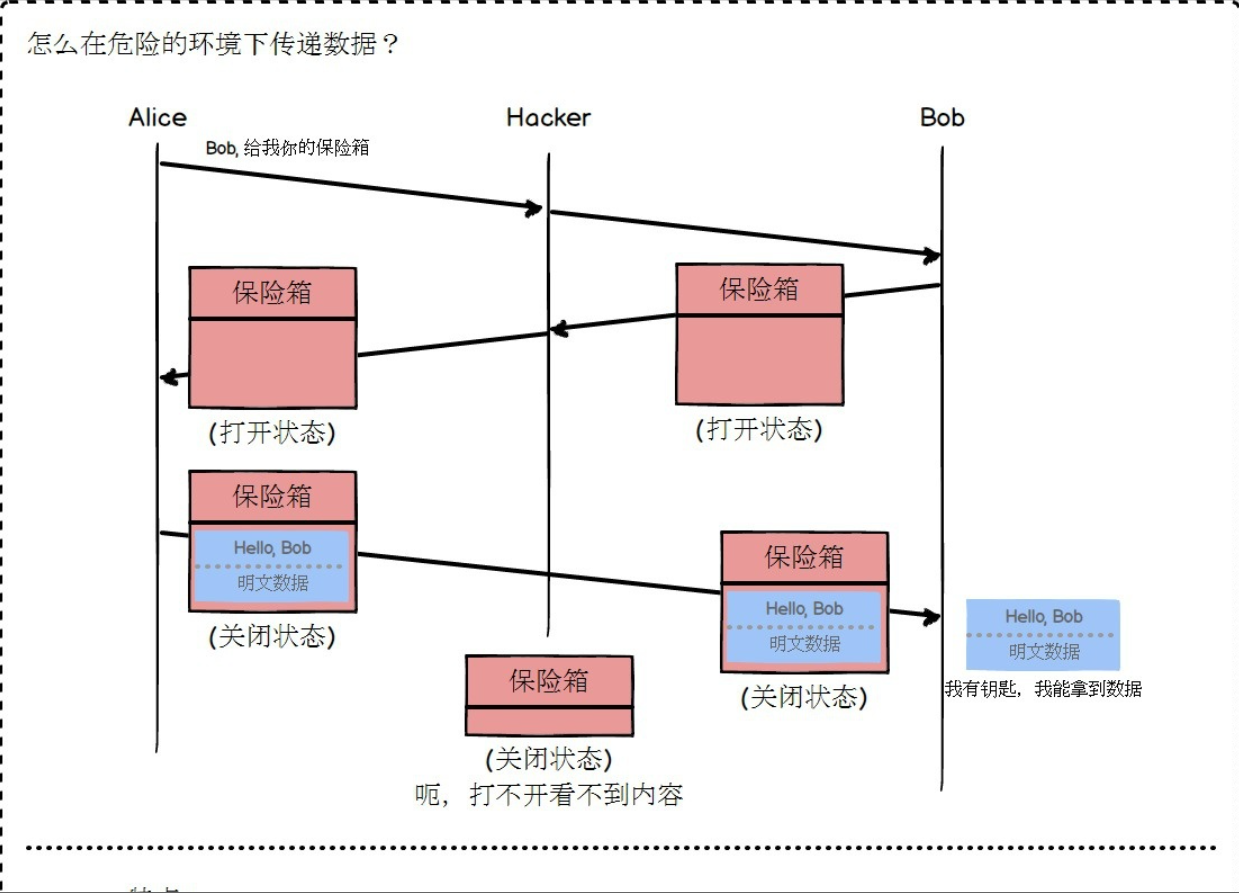 怎么在危险的环境下传递数据？
Alice
Hacker
Bob
Bob, 给我你的保险箱
保险箱
(打开状态)
保险箱
(打开状态)
保险箱
Hello, Bob
明文数据
(关闭状态)
保险箱
Hello, Bob
明文数据
(关闭状态)
Hello, Bob
明文数据
我有钥匙，我能拿到数据
保险箱
(关闭状态)
呃，打不开看不到内容